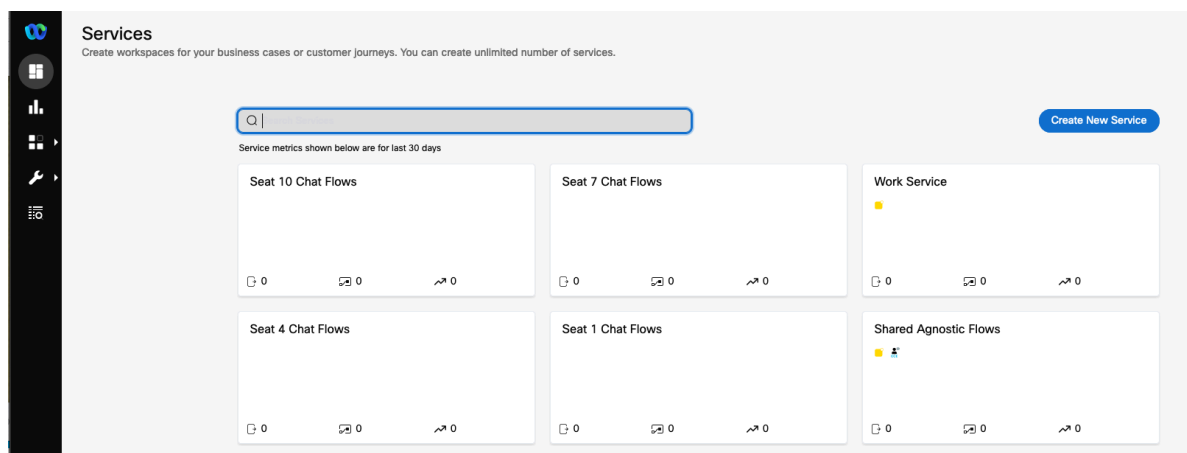 Services
Create workspaces for your business cases or customer journeys. You can create unlimited number of services.
Create New Service
Service metrics shown below are for last 30 days
Seat 10 Chat Flows
0 0 0
Seat 7 Chat Flows
0 0 0
Work Service
0 0 0
Seat 4 Chat Flows
0 0 0
Seat 1 Chat Flows
0 0 0
Shared Agnostic Flows
0 0 0